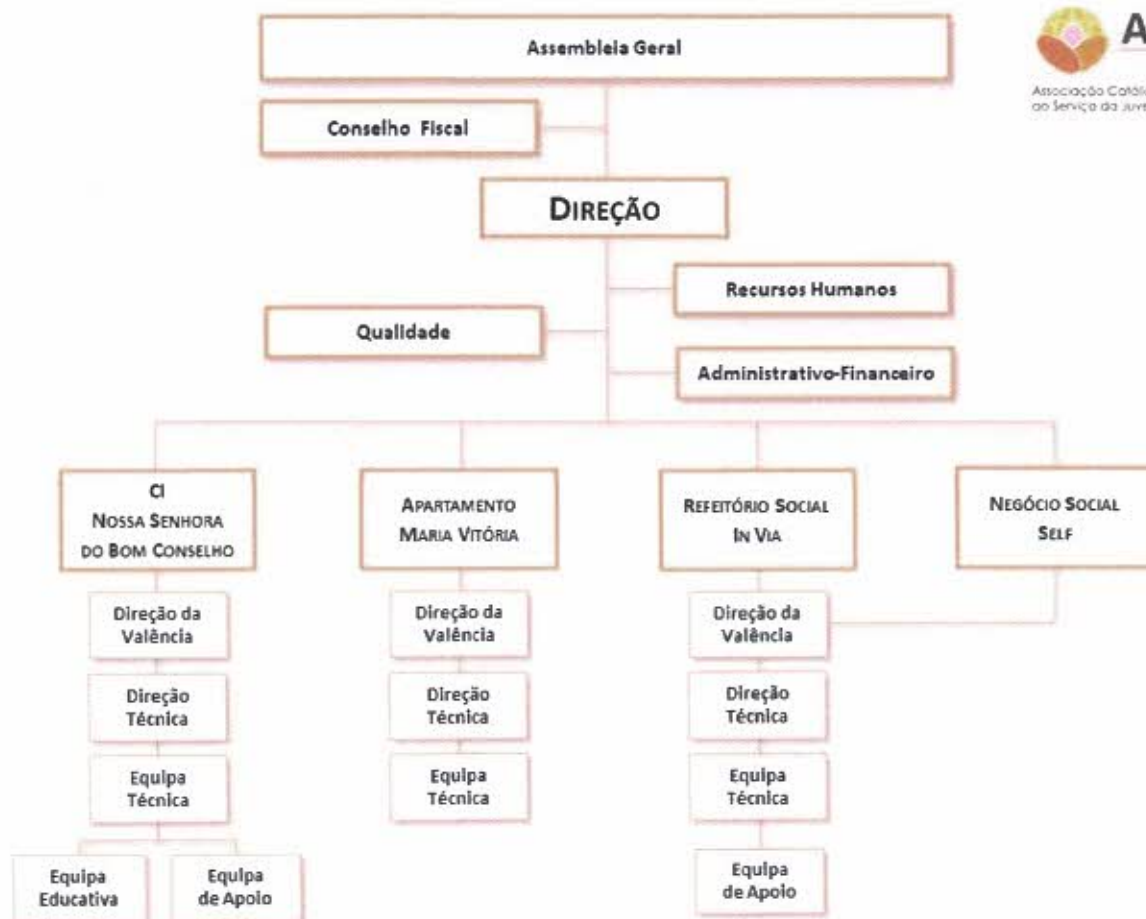 Assembleia Geral
A
Associação Católic
ao Serviço da Juve
Conselho Fiscal
DIREÇÃO
Recursos Humanos
Qualidade
Administrativo-Financeiro
CI
NOSSA SENHORA
DO BOM CONSELHO
APARTAMENTO
MARIA VITÓRIA
REFEITÓRIO SOCIAL
IN VIA
NEGÓCIO SOCIAL
SELF
Direção da
Valência
Direção da
Valência
Direção da
Valência
Direção
Técnica
Direção
Técnica
Direção
Técnica
Equipa
Técnica
Equipa
Técnica
Equipa
Técnica
Equipa
Educativa
Equipa
de Apoio
Equipa
de Apoio